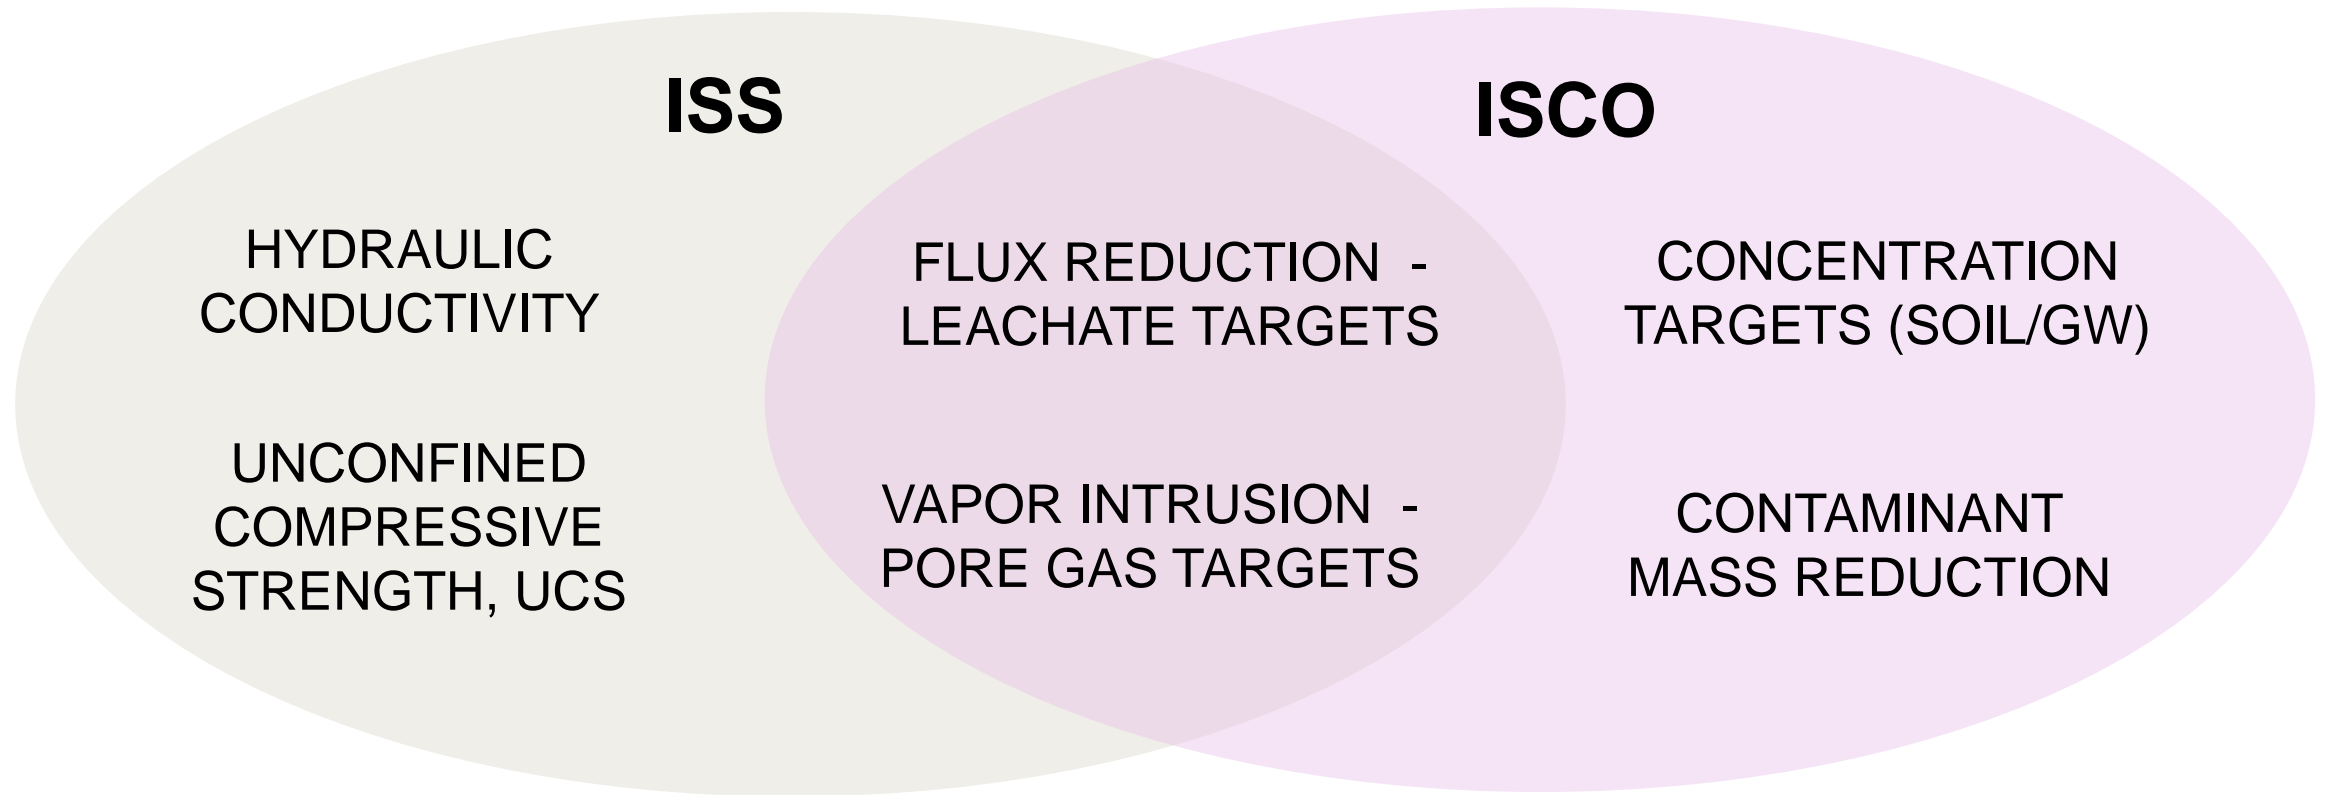 ISS
ISCO
HYDRAULIC
CONDUCTIVITY
UNCONFINED
COMPRESSIVE
STRENGTH, UCS
FLUX REDUCTION -
LEACHATE TARGETS
VAPOR INTRUSION -
PORE GAS TARGETS
CONCENTRATION
TARGETS (SOIL/GW)
CONTAMINANT
MASS REDUCTION